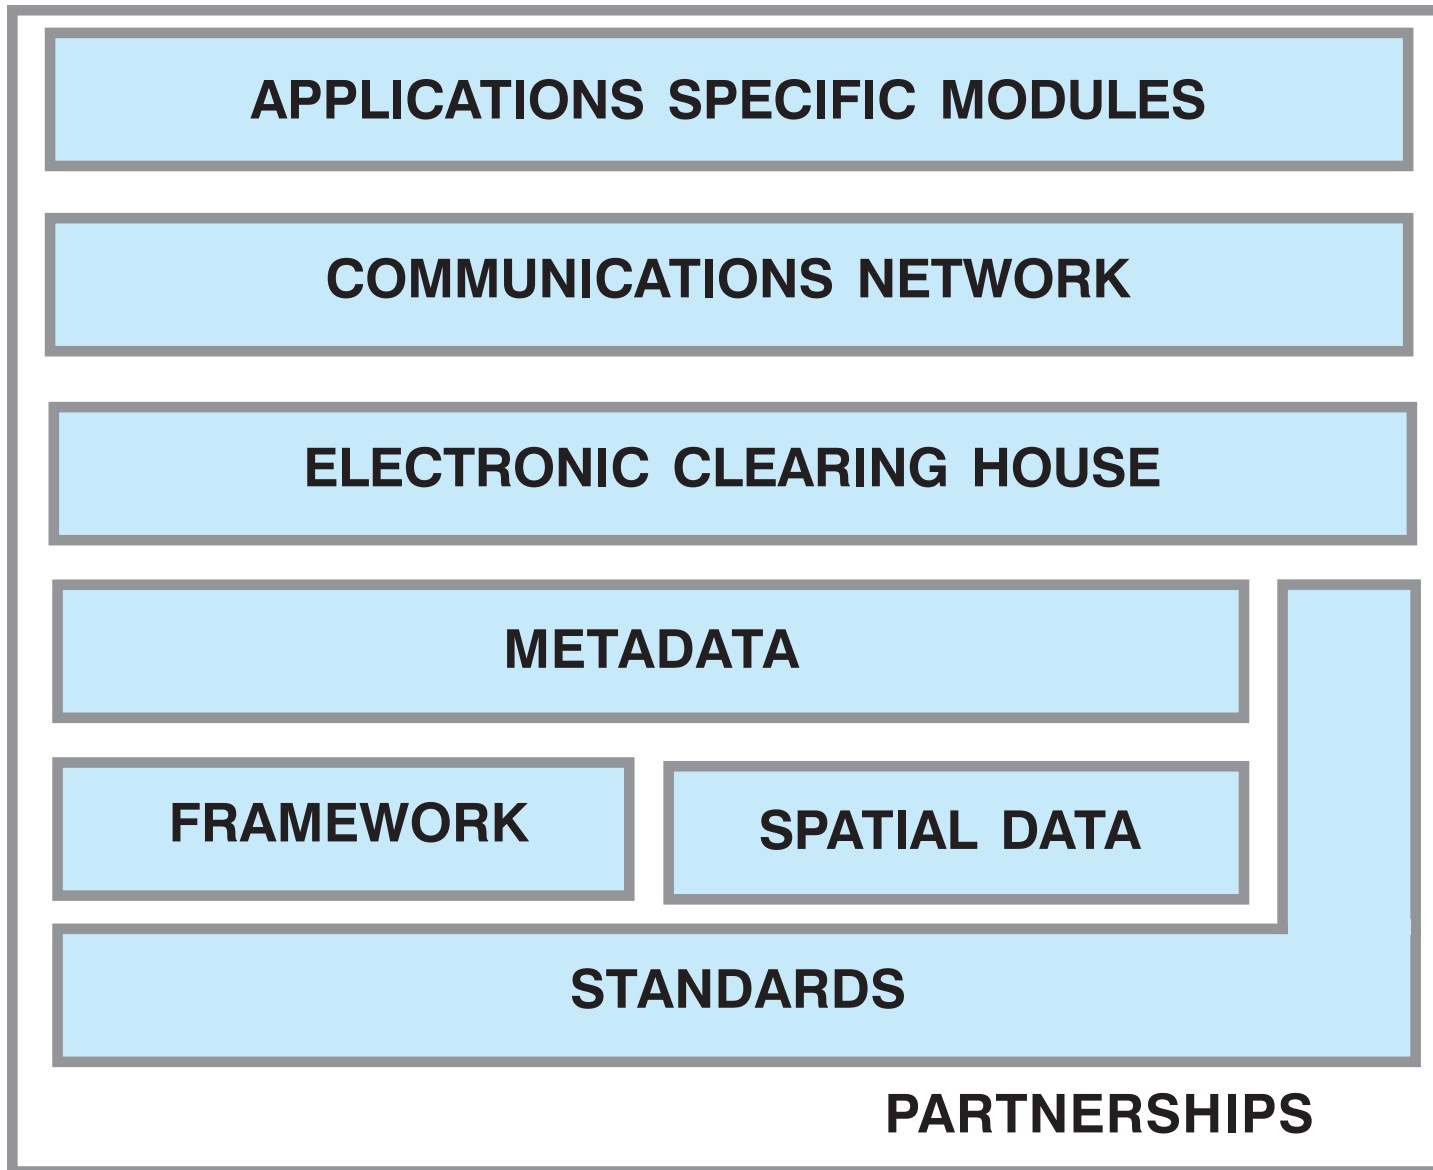 APPLICATIONS SPECIFIC MODULES
COMMUNICATIONS NETWORK
ELECTRONIC CLEARING HOUSE
METADATA
FRAMEWORK
SPATIAL DATA
STANDARDS
PARTNERSHIPS